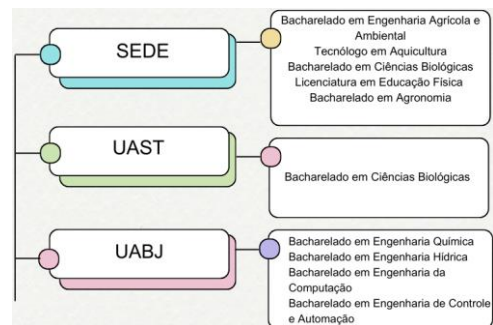 SEDE
Bacharelado em Engenharia Agrícola e
Ambiental
Tecnólogo em Aquicultura
Bacharelado em Ciências Biológicas
Licenciatura em Educação Física
Bacharelado em Agronomia
UAST
Bacharelado em Ciências Biológicas
UABJ
Bacharelado em Engenharia Química
Bacharelado em Engenharia Hídrica
Bacharelado em Engenharia da
Computação
Bacharelado em Engenharia de Controle
e Automação